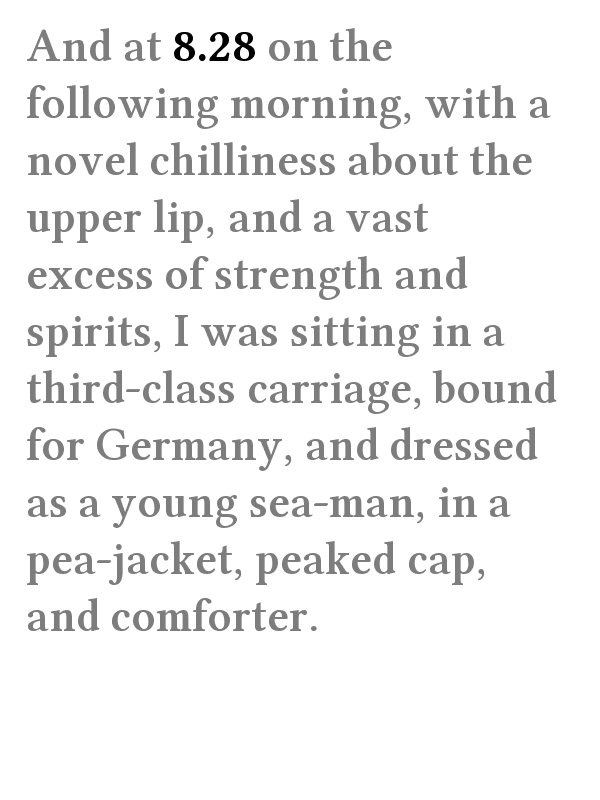 And at 8.28 on the
following morning, with a
novel chilliness about the
upper lip, and a vast
excess of strength and
spirits, I was sitting in a
third-class carriage, bound
for Germany, and dressed
as a young sea-man, in a
pea-jacket, peaked cap,
and comforter.